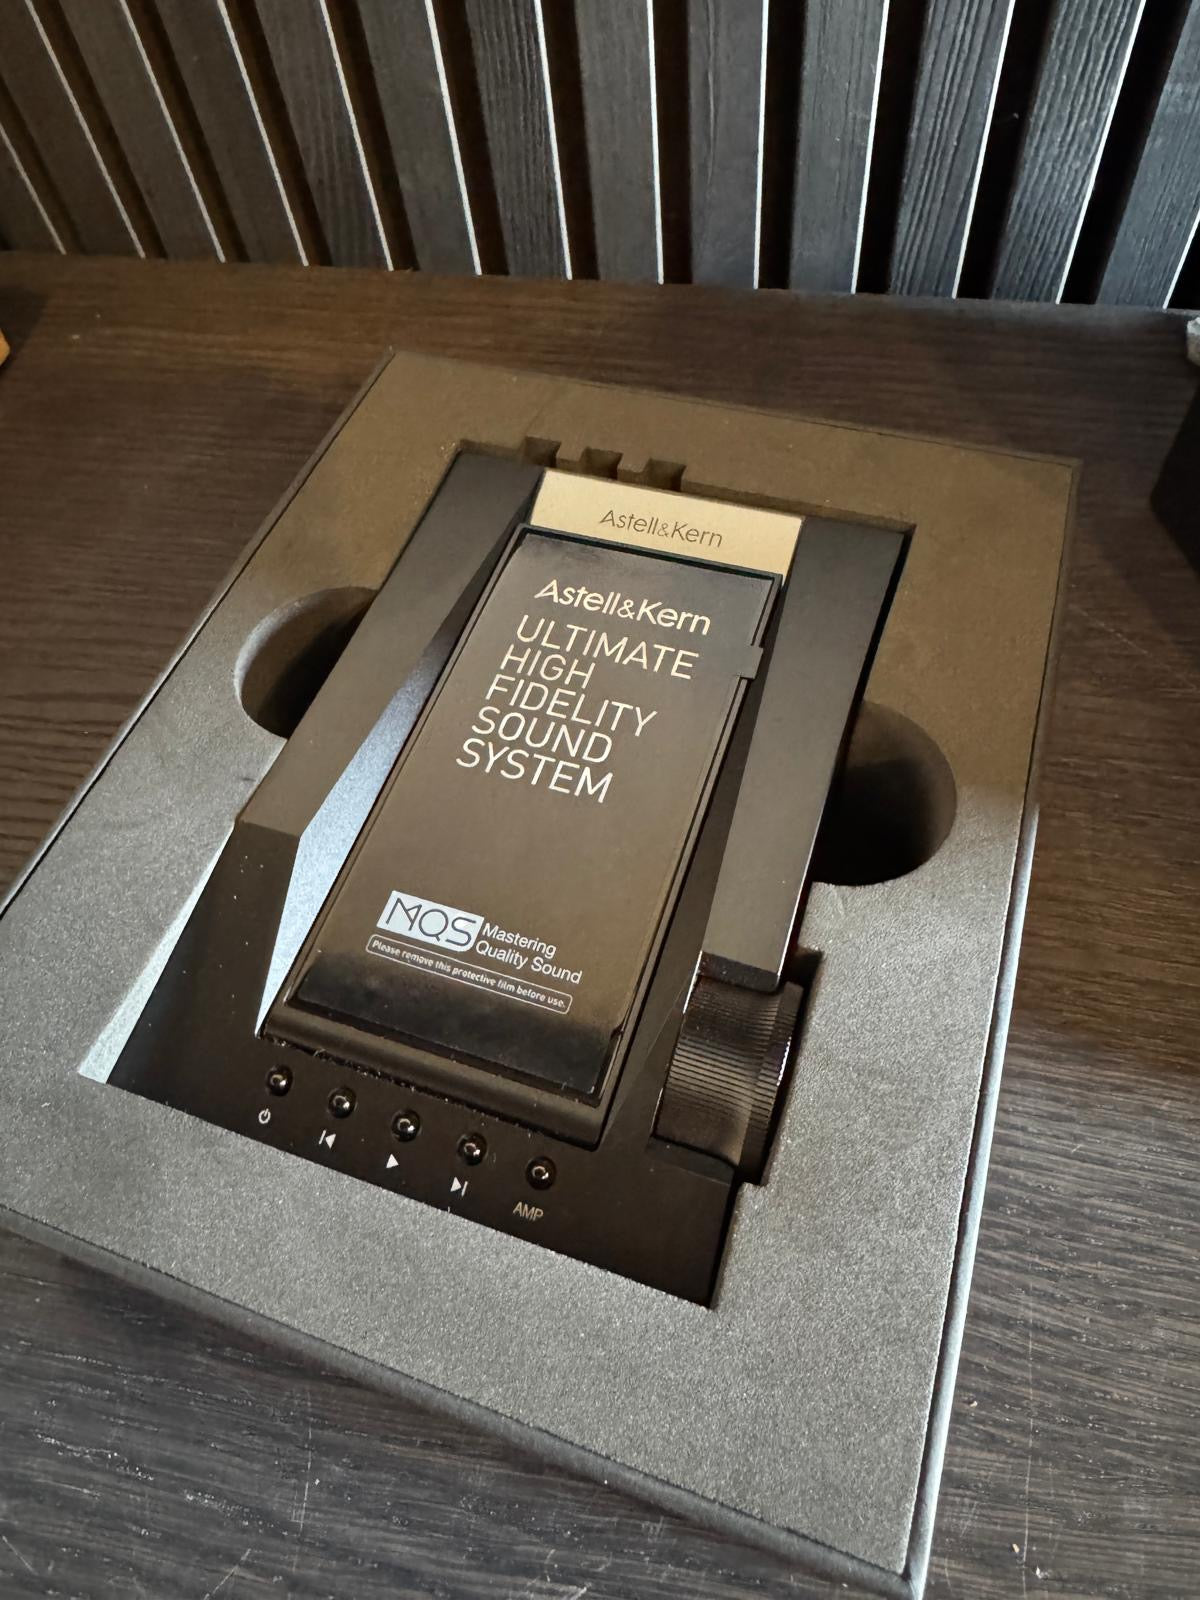 Astell&Kern
Astell&Kern
ULTIMATE
HIGH
FIDELITY
SOUND
SYSTEM
MQS Mastering
Quality Sound
Please remove this protective film before use.
AMP